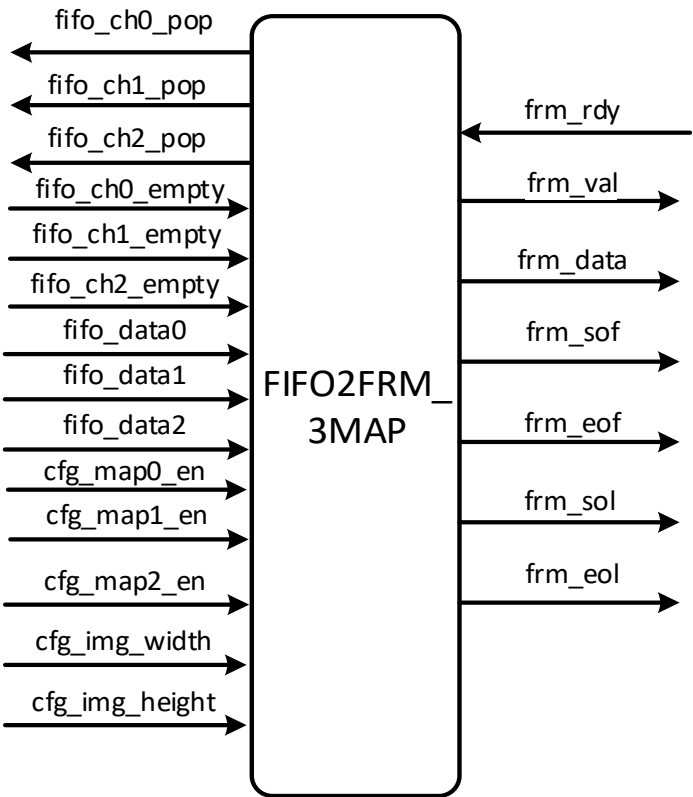 fifo_ch0_pop
fifo_ch1_pop
fifo_ch2_pop
fifo_ch0_empty
fifo_ch1_empty
fifo_ch2_empty
fifo_data0
fifo_data1
fifo_data2
cfg_map0_en
cfg_map1_en
cfg_map2_en
cfg_img_width
cfg_img_height
FIFO2FRM_
3MAP
frm_rdy
frm_val
frm_data
frm_sof
frm_eof
frm_sol
frm_eol